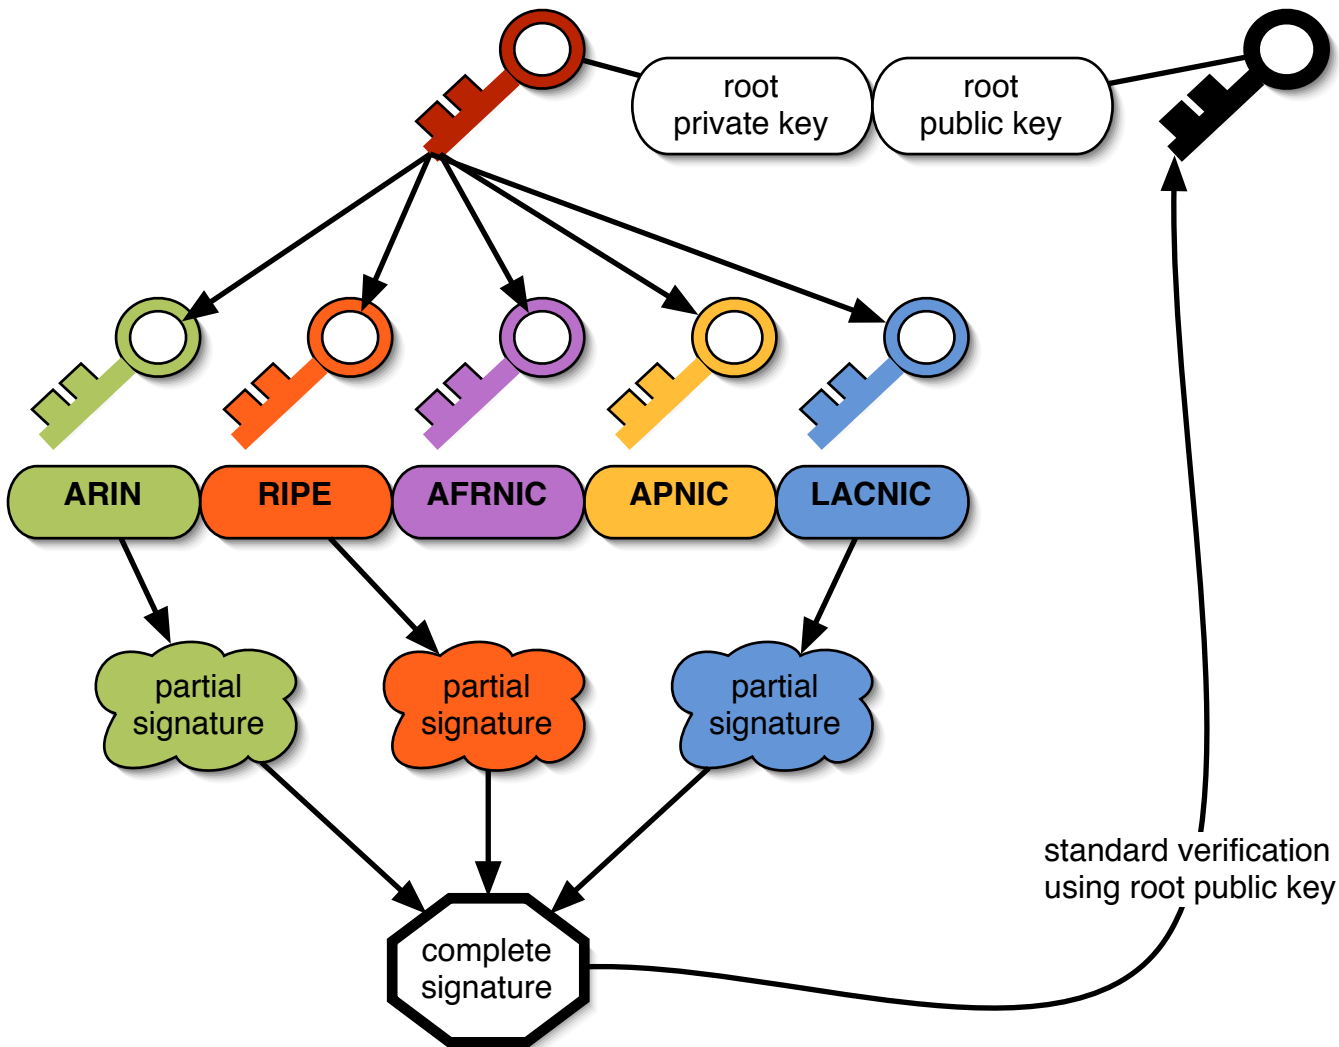 root
private key
root
public key
ARIN
RIPE
AFRNIC
APNIC
LACNIC
partial
signature
partial
signature
partial
signature
standard verification
using root public key
complete
signature